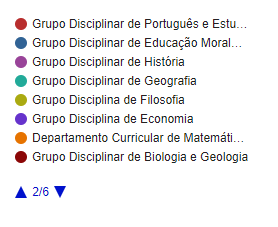 Grupo Disciplinar de Português e Estu…
Grupo Disciplinar de Educação Moral…
Grupo Disciplinar de História
Grupo Disciplinar de Geografia
Grupo Disciplina de Filosofia
Grupo Disciplina de Economia
Departamento Curricular de Matemáti…
Grupo Disciplinar de Biologia e Geologia
2/6